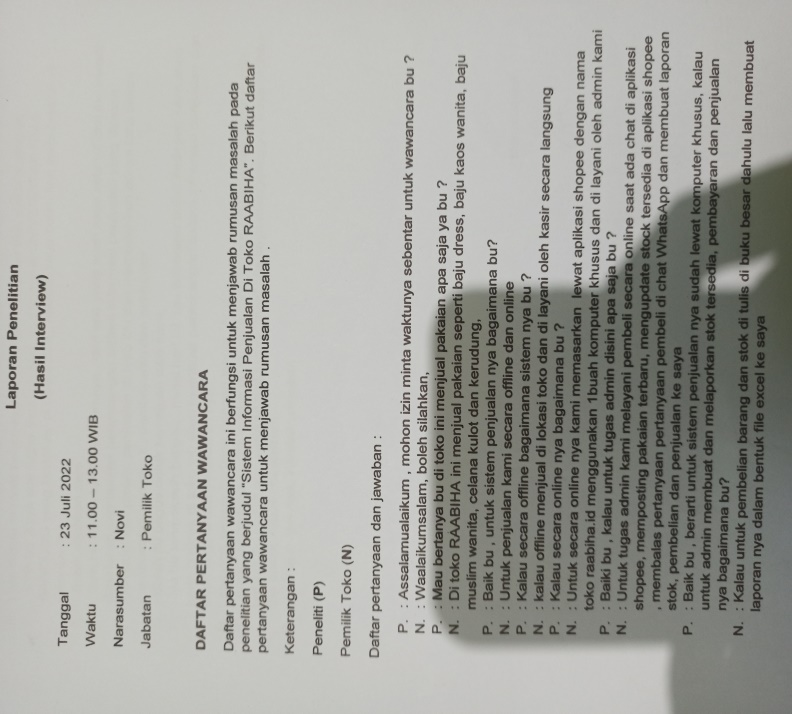 Laporan Penelitian
(Hasil Interview)
Tanggal : 23 Juli 2022
Waktu : 11.00 – 13.00 WIB
Narasumber : Novi
Jabatan : Pemilik Toko
DAFTAR PERTANYAAN WAWANCARA
Daftar pertanyaan wawancara ini berfungsi untuk menjawab rumusan masalah pada
penelitian yang berjudul "Sistem Informasi Penjualan Di Toko RAABIHA". Berikut daftar
pertanyaan wawancara untuk menjawab rumusan masalah .
Keterangan :
Peneliti (P)
Pemilik Toko (N)
Daftar pertanyaan dan jawaban :
P. : Assalamualaikum , mohon izin minta waktunya sebentar untuk wawancara bu ?
N. : Waalaikumsalam, boleh silahkan,
P. : Mau bertanya bu di toko ini menjual pakaian apa saja ya bu ?
N. : Di toko RAABIHA ini menjual pakaian seperti baju dress, baju kaos wanita, baju
muslim wanita, celana kulot dan kerudung,
P. : Baik bu , untuk sistem penjualan nya bagaimana bu?
N. : Untuk penjualan kami secara offline dan online
P. : Kalau secara offline bagaimana sistem nya bu ?
N. : kalau offline menjual di lokasi toko dan di layani oleh kasir secara langsung
P. : Kalau secara online nya bagaimana bu ?
N. : Untuk secara online nya kami memasarkan lewat aplikasi shopee dengan nama
toko raabiha.id menggunakan 1buah komputer khusus dan di layani oleh admin kami
P. : Baiki bu , kalau untuk tugas admin disini apa saja bu ?
N. : Untuk tugas admin kami melayani pembeli secara online saat ada chat di aplikasi
shopee, memposting pakaian terbaru, mengupdate stock tersedia di aplikasi shopee
, membalas pertanyaan pertanyaan pembeli di chat WhatsApp dan membuat laporan
stok, pembelian dan penjualan ke saya
P. : Baik bu , berarti untuk sistem penjualan nya sudah lewat komputer khusus, kalau
untuk admin membuat dan melaporkan stok tersedia, pembayaran dan penjualan
nya bagaimana bu?
N. : Kalau untuk pembelian barang dan stok di tulis di buku besar dahulu lalu membuat
laporan nya dalam bentuk file excel ke saya